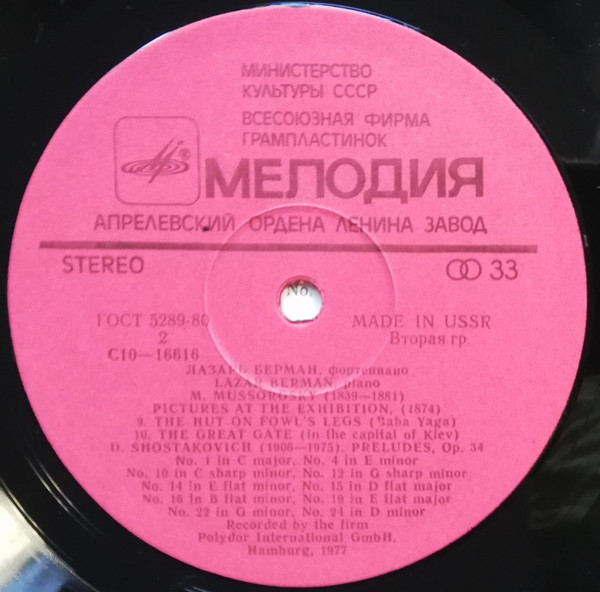 МИНИСТЕРСТВО
КУЛЬТУРЫ СССР
ВСЕСОЮЗНАЯ ФИРМА
ГРАМПЛАСТИНОК
МЕЛОДИЯ
АПРЕЛЕВСКИЙ ОРДЕНА ЛЕНИНА ЗАВОД
STEREO 33
No.
ГОСТ 5289-80 MADE IN USSR
2 Вторая гр.
С10—16616
ЛАЗАРЬ БЕРМАН, фортепиано
LAZAR BERMAN, piano
M. MUSSORGSKY (1839—1881)
PICTURES AT THE EXHIBITION, (1874)
9. THE HUT ON FOWL'S LEGS (Baba Yaga)
10. THE GREAT GATE (in the capital of Kiev)
D. SHOSTAKOVICH (1906—1975). PRELUDES, Op. 34
No. 1 in C major, No. 4 in E minor
No. 10 in C sharp minor, No. 12 in G sharp minor
No. 14 in E flat minor, No. 15 in D flat major
No. 16 in B flat minor, No. 19 in E flat major
No. 22 in G minor, No. 24 in D minor
Recorded by the firm
Polydor International GmbH,
Hamburg, 1977